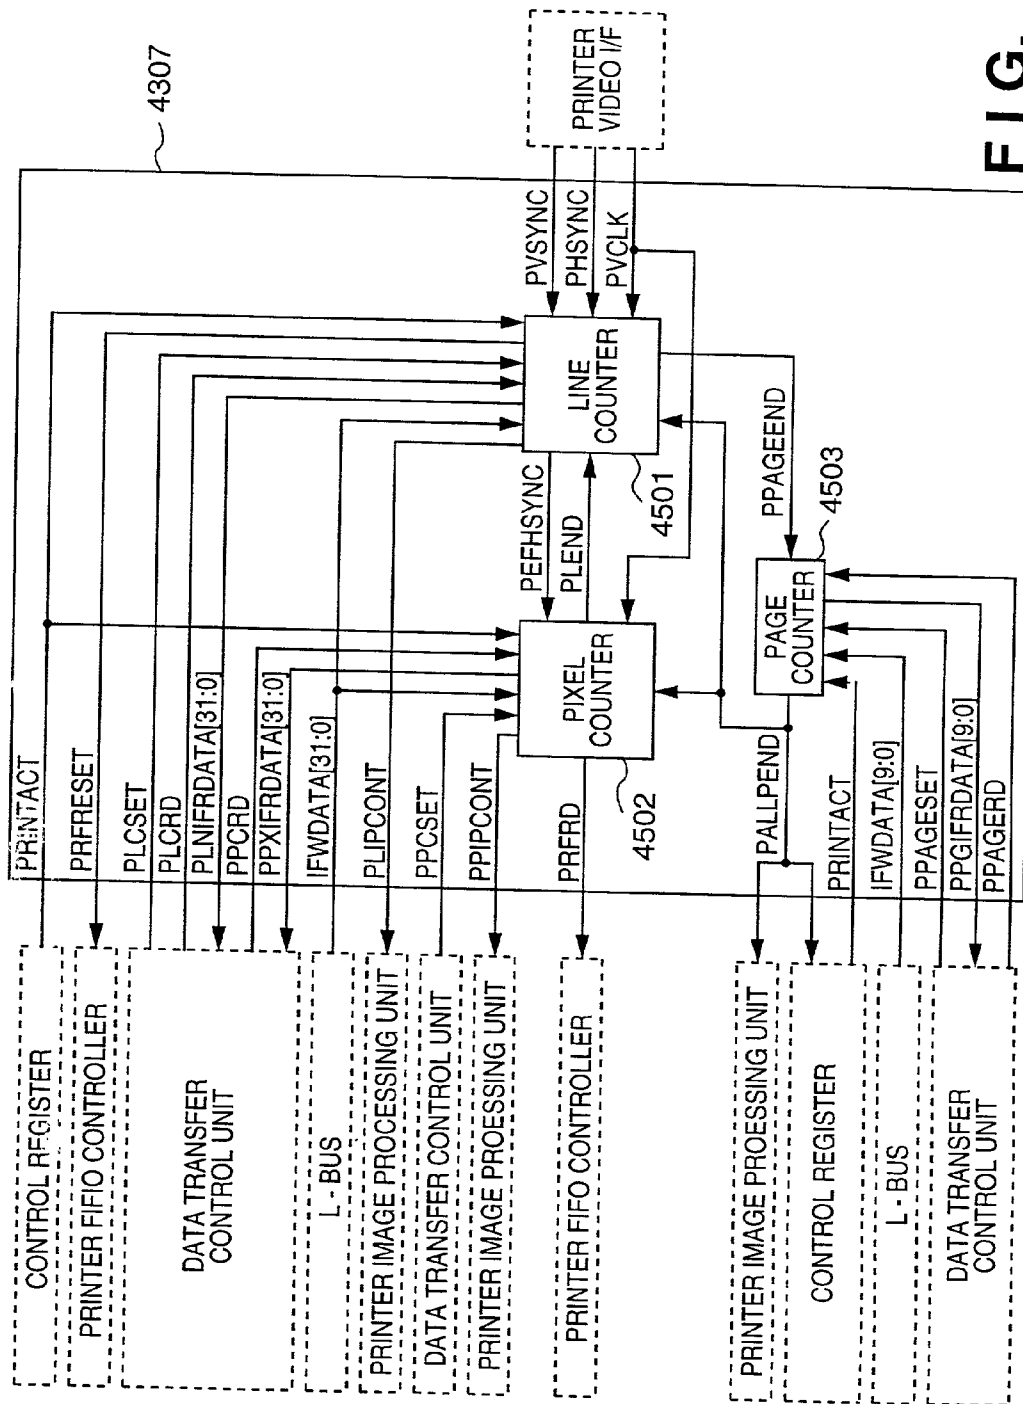 CONTROL REGISTER
PRINTER FIFIO CONTROLLER
DATA TRANSFER
CONTROL UNIT
L - BUS
PRINTER IMAGE PROCESSING UNIT
DATA TRANSFER CONTROL UNIT
PRINTER IMAGE PROESSING UNIT
PRINTER FIFO CONTROLLER
PRINTER IMAGE PROESSING UNIT
CONTROL REGISTER
L - BUS
DATA TRANSFER
CONTROL UNIT
PRINTACT
PRFRESET
PLCSET
PLCRD
PLNIFRDATA[31:0]
PPCRD
PPXIFRDATA[31:0]
IFWDATA[31:0]
PLIPCONT
PPCSET
PPIPCONT
PRFRD
PALLPEND
PRINTACT
IFWDATA[9:0]
PPAGESET
PPGIFRDATA[9:0]
PPAGERD
4502
PIXEL
COUNTER
PEFHSYNC
PLEND
4501
LINE
COUNTER
PAGE
COUNTER
4503
PPAGEEND
PVSYNC
PHSYNC
PVCLK
4307
PRINTER
VIDEO I/F
FIG.